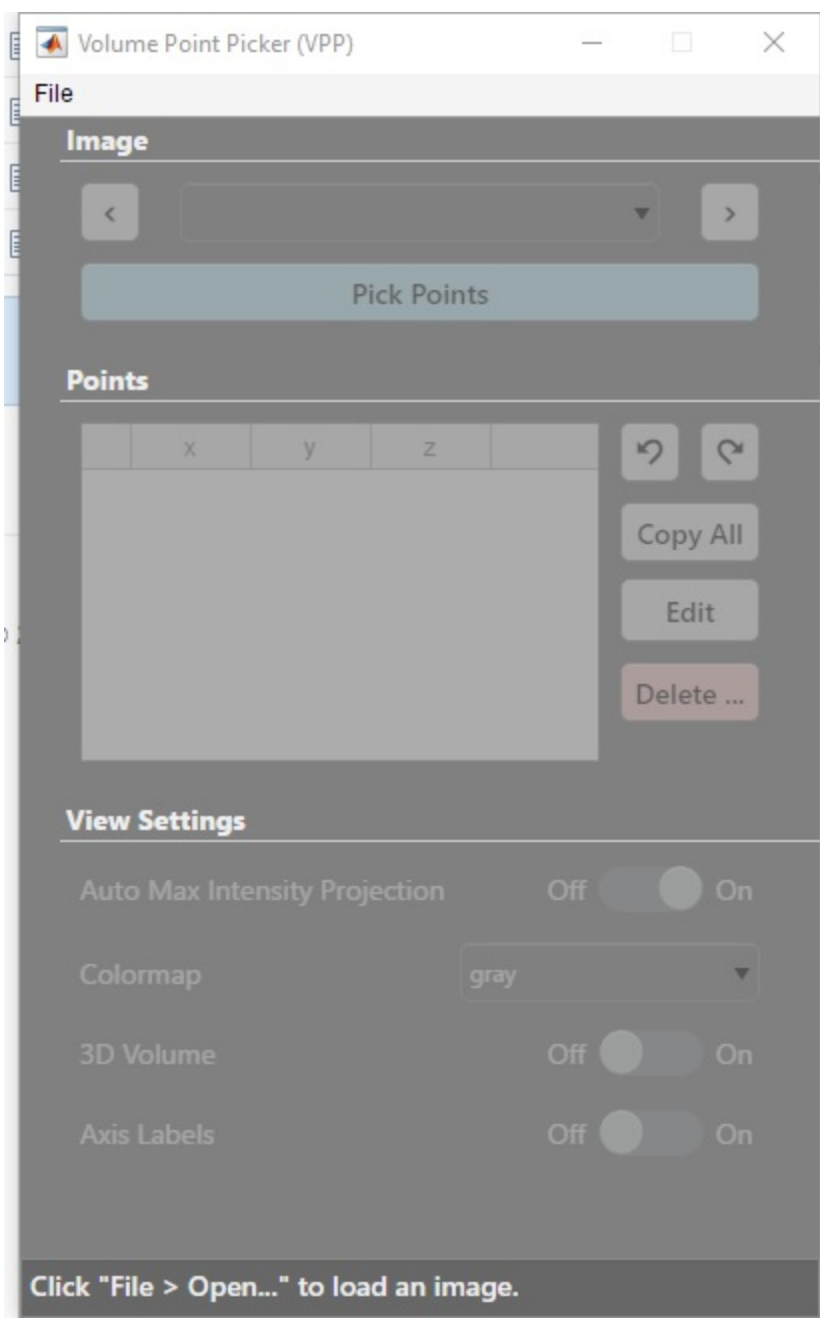 Volume Point Picker (VPP)
File
Image
< >
Pick Points
Points
x y z
Copy All
Edit
Delete ...
View Settings
Auto Max Intensity Projection Off On
Colormap gray
3D Volume Off On
Axis Labels Off On
Click "File > Open..." to load an image.